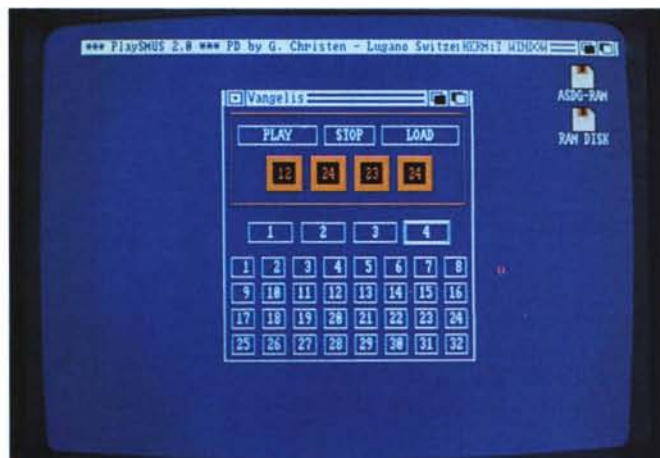 *** PlaySMUS 2.0 *** PD by G. Christen - Lugano Switze HERMIT WINDOW
ASDG-RAM
RAM DISK
Vangelis
PLAY STOP LOAD
12 24 23 24
1 2 3 4
1 2 3 4 5 6 7 8
9 10 11 12 13 14 15 16
17 18 19 20 21 22 23 24
25 26 27 28 29 30 31 32